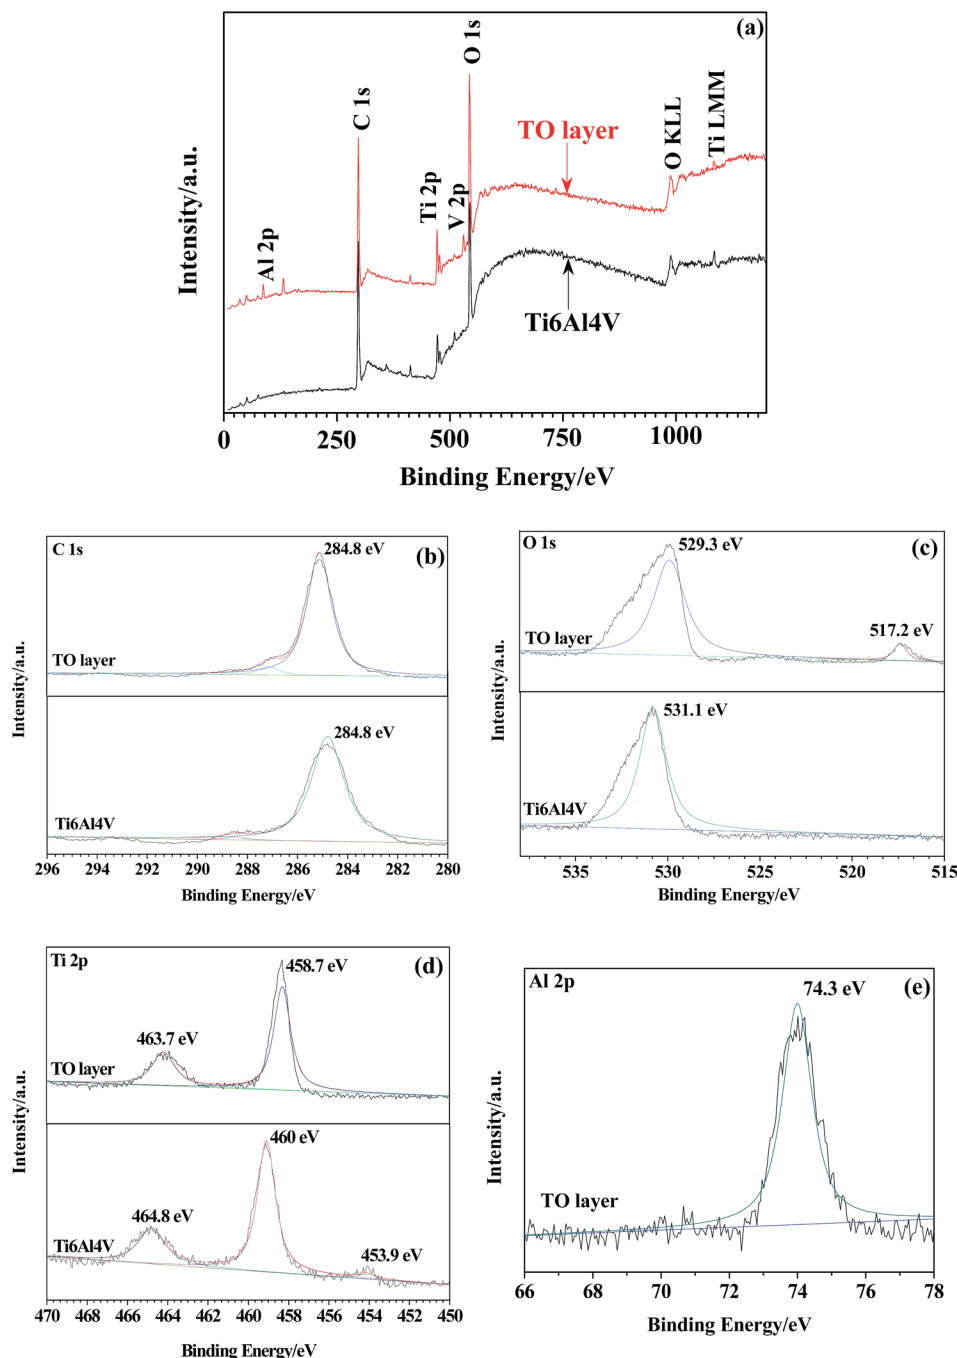 (a)
O 1s
C 1s
TO layer
O KLL
Ti LMM
Ti 2p
V 2p
Al 2p
Ti6Al4V
Intensity/a.u.
0 250 500 750 1000
Binding Energy/eV
C 1s
284.8 eV
(b)
TO layer
284.8 eV
Ti6Al4V
Intensity/a.u.
296 294 292 290 288 286 284 282 280
Binding Energy/eV
O 1s
529.3 eV
(c)
517.2 eV
TO layer
531.1 eV
Ti6Al4V
Intensity/a.u.
535 530 525 520 515
Binding Energy/eV
Ti 2p
458.7 eV
(d)
463.7 eV
TO layer
460 eV
464.8 eV
Ti6Al4V
453.9 eV
Intensity/a.u.
470 468 466 464 462 460 458 456 454 452 450
Binding Energy/eV
Al 2p
74.3 eV
(e)
TO layer
Intensity/a.u.
66 68 70 72 74 76 78
Binding Energy/eV